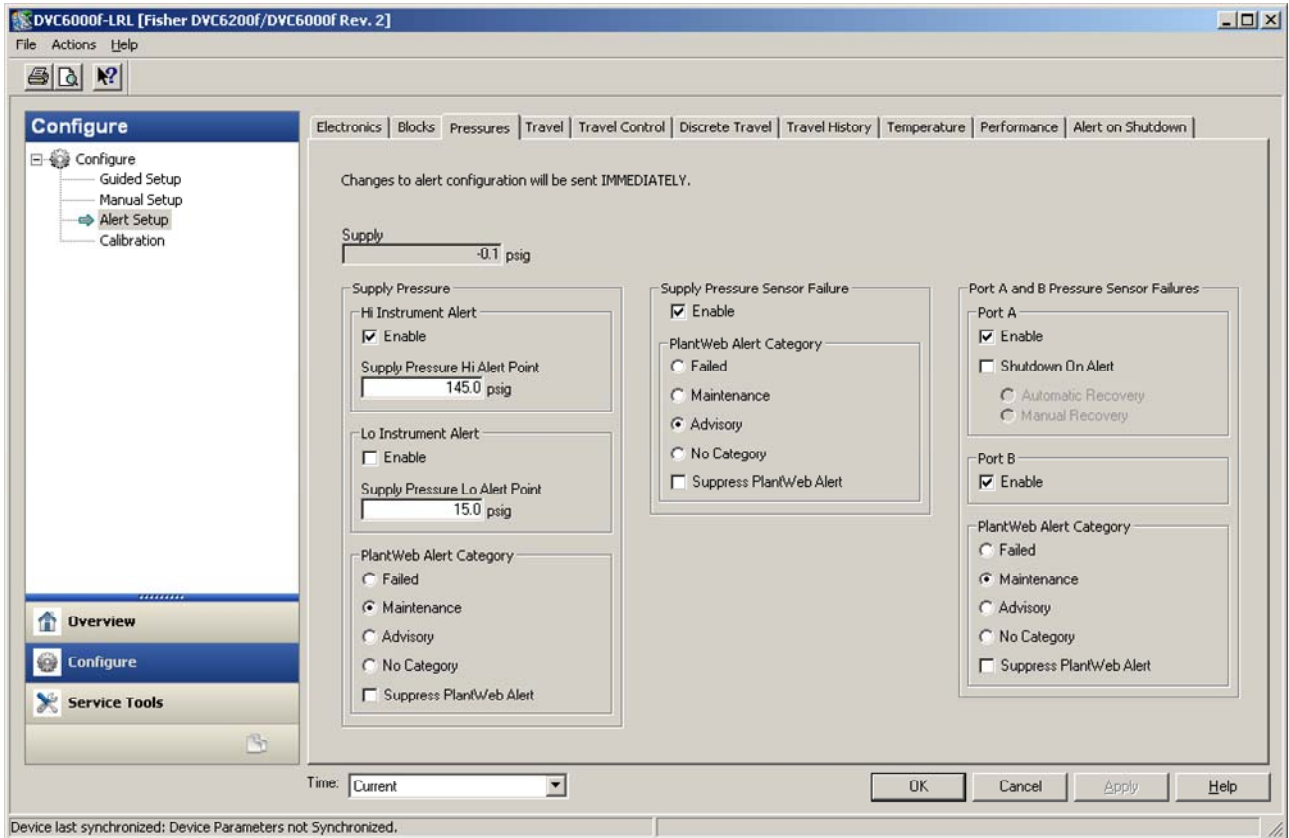 DVC6000f-LRL [Fisher DVC6200f/DVC6000f Rev. 2]
File Actions Help
Configure
Configure
Guided Setup
Manual Setup
Alert Setup
Calibration
Overview
Configure
Service Tools
Electronics Blocks Pressures Travel Travel Control Discrete Travel Travel History Temperature Performance Alert on Shutdown
Changes to alert configuration will be sent IMMEDIATELY.
Supply
-0.1 psig
Supply Pressure
Hi Instrument Alert
Enable
Supply Pressure Hi Alert Point
145.0 psig
Lo Instrument Alert
Enable
Supply Pressure Lo Alert Point
15.0 psig
PlantWeb Alert Category
Failed
Maintenance
Advisory
No Category
Suppress PlantWeb Alert
Supply Pressure Sensor Failure
Enable
PlantWeb Alert Category
Failed
Maintenance
Advisory
No Category
Suppress PlantWeb Alert
Port A and B Pressure Sensor Failures
Port A
Enable
Shutdown On Alert
Automatic Recovery
Manual Recovery
Port B
Enable
PlantWeb Alert Category
Failed
Maintenance
Advisory
No Category
Suppress PlantWeb Alert
Time: Current
OK Cancel Apply Help
Device last synchronized: Device Parameters not Synchronized.